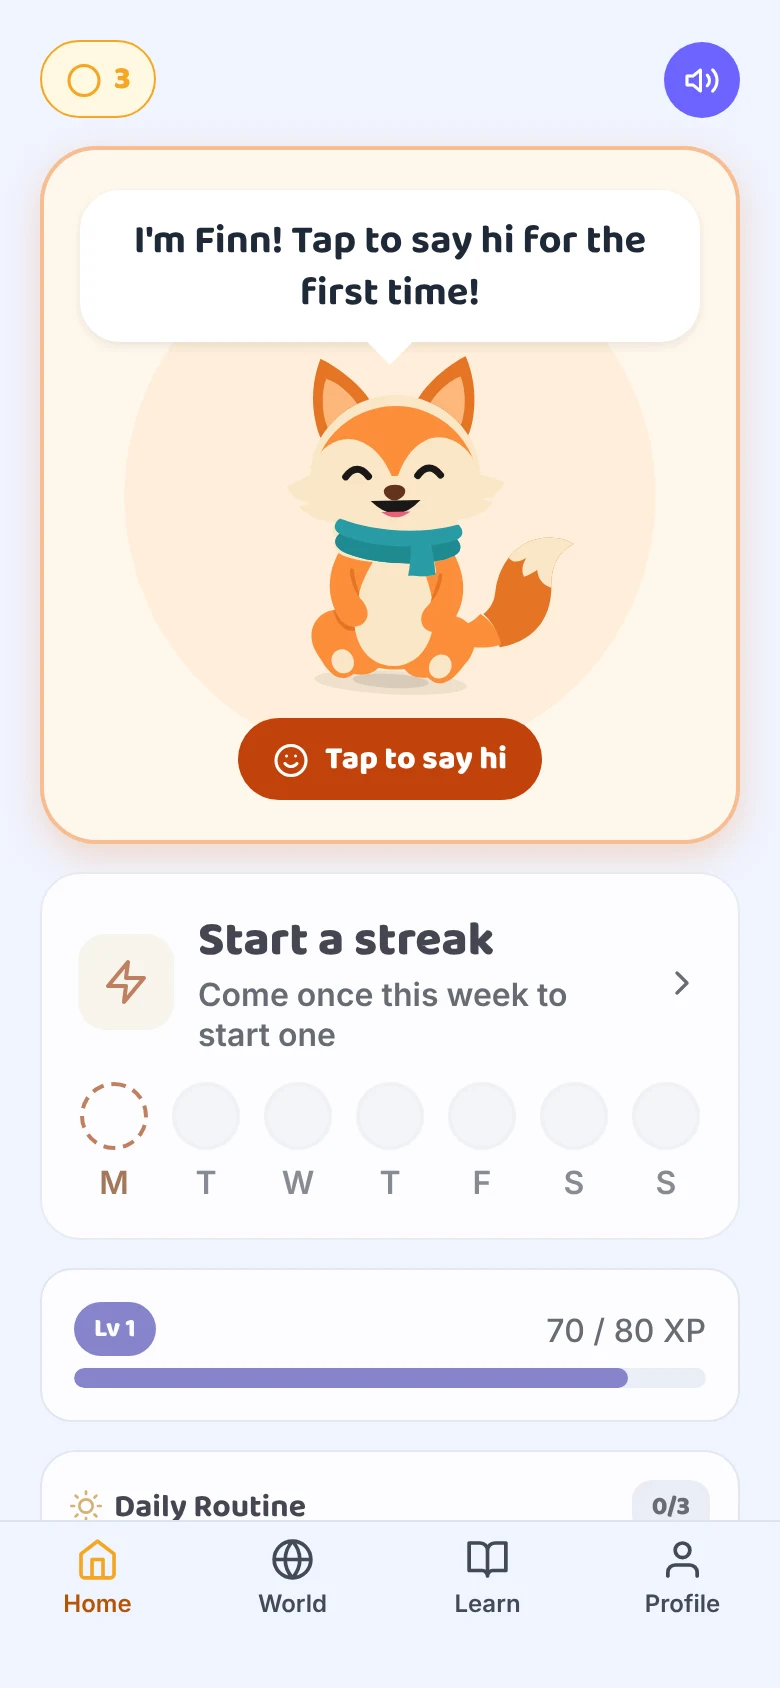 3
I'm Finn! Tap to say hi for the
first time!
Tap to say hi
Start a streak
Come once this week to
start one
M T W T F S S
Lv 1
70 / 80 XP
Daily Routine
0/3
Home World Learn Profile